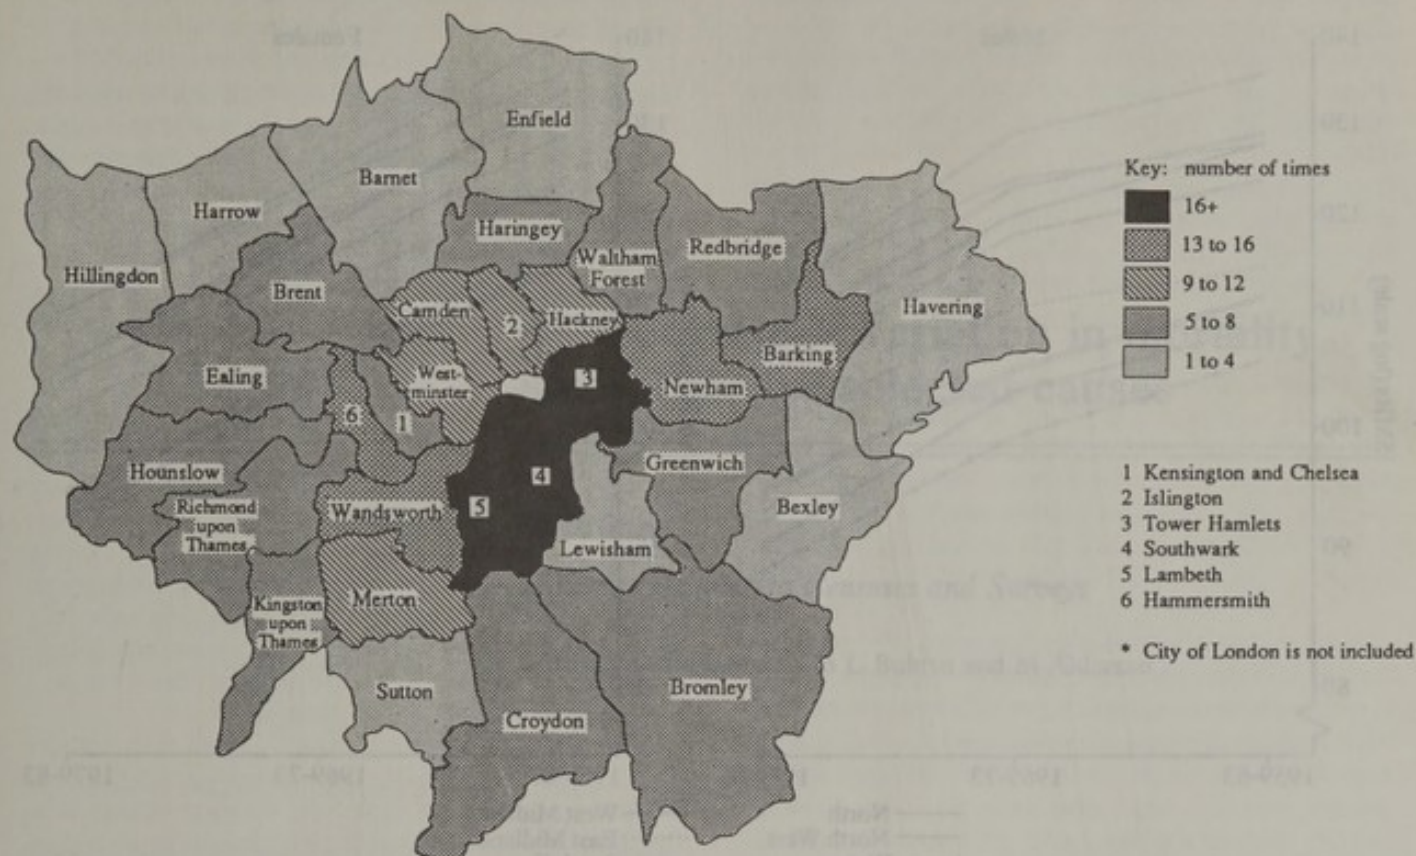 Enfield
Barnet
Harrow
Haringey
Waltham
Forest
Redbridge
Hillingdon
Brent
Camden
2
Hackney
Havering
Ealing
West-
minster
3
Newham
Barking
6
1
Hounslow
4
Greenwich
Richmond
upon
Thames
Wandsworth
5
Lewisham
Bexley
Kingston
upon
Thames
Merton
Sutton
Croydon
Bromley
Key: number of times
16+
13 to 16
9 to 12
5 to 8
1 to 4
1 Kensington and Chelsea
2 Islington
3 Tower Hamlets
4 Southwark
5 Lambeth
6 Hammersmith
* City of London is not included